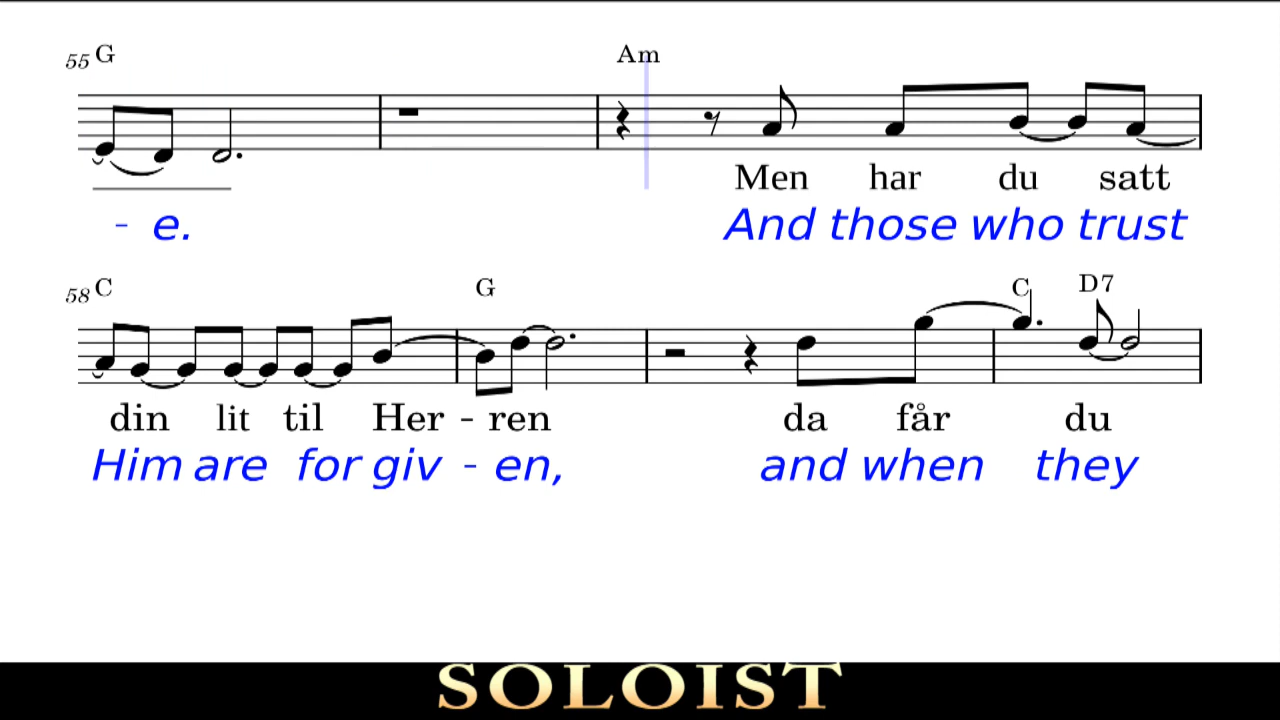 55 G Am
Men har du satt
- e. And those who trust
58 C G C D7
din lit til Her - ren da får du
Him are for giv - en, and when they
SOLOIST